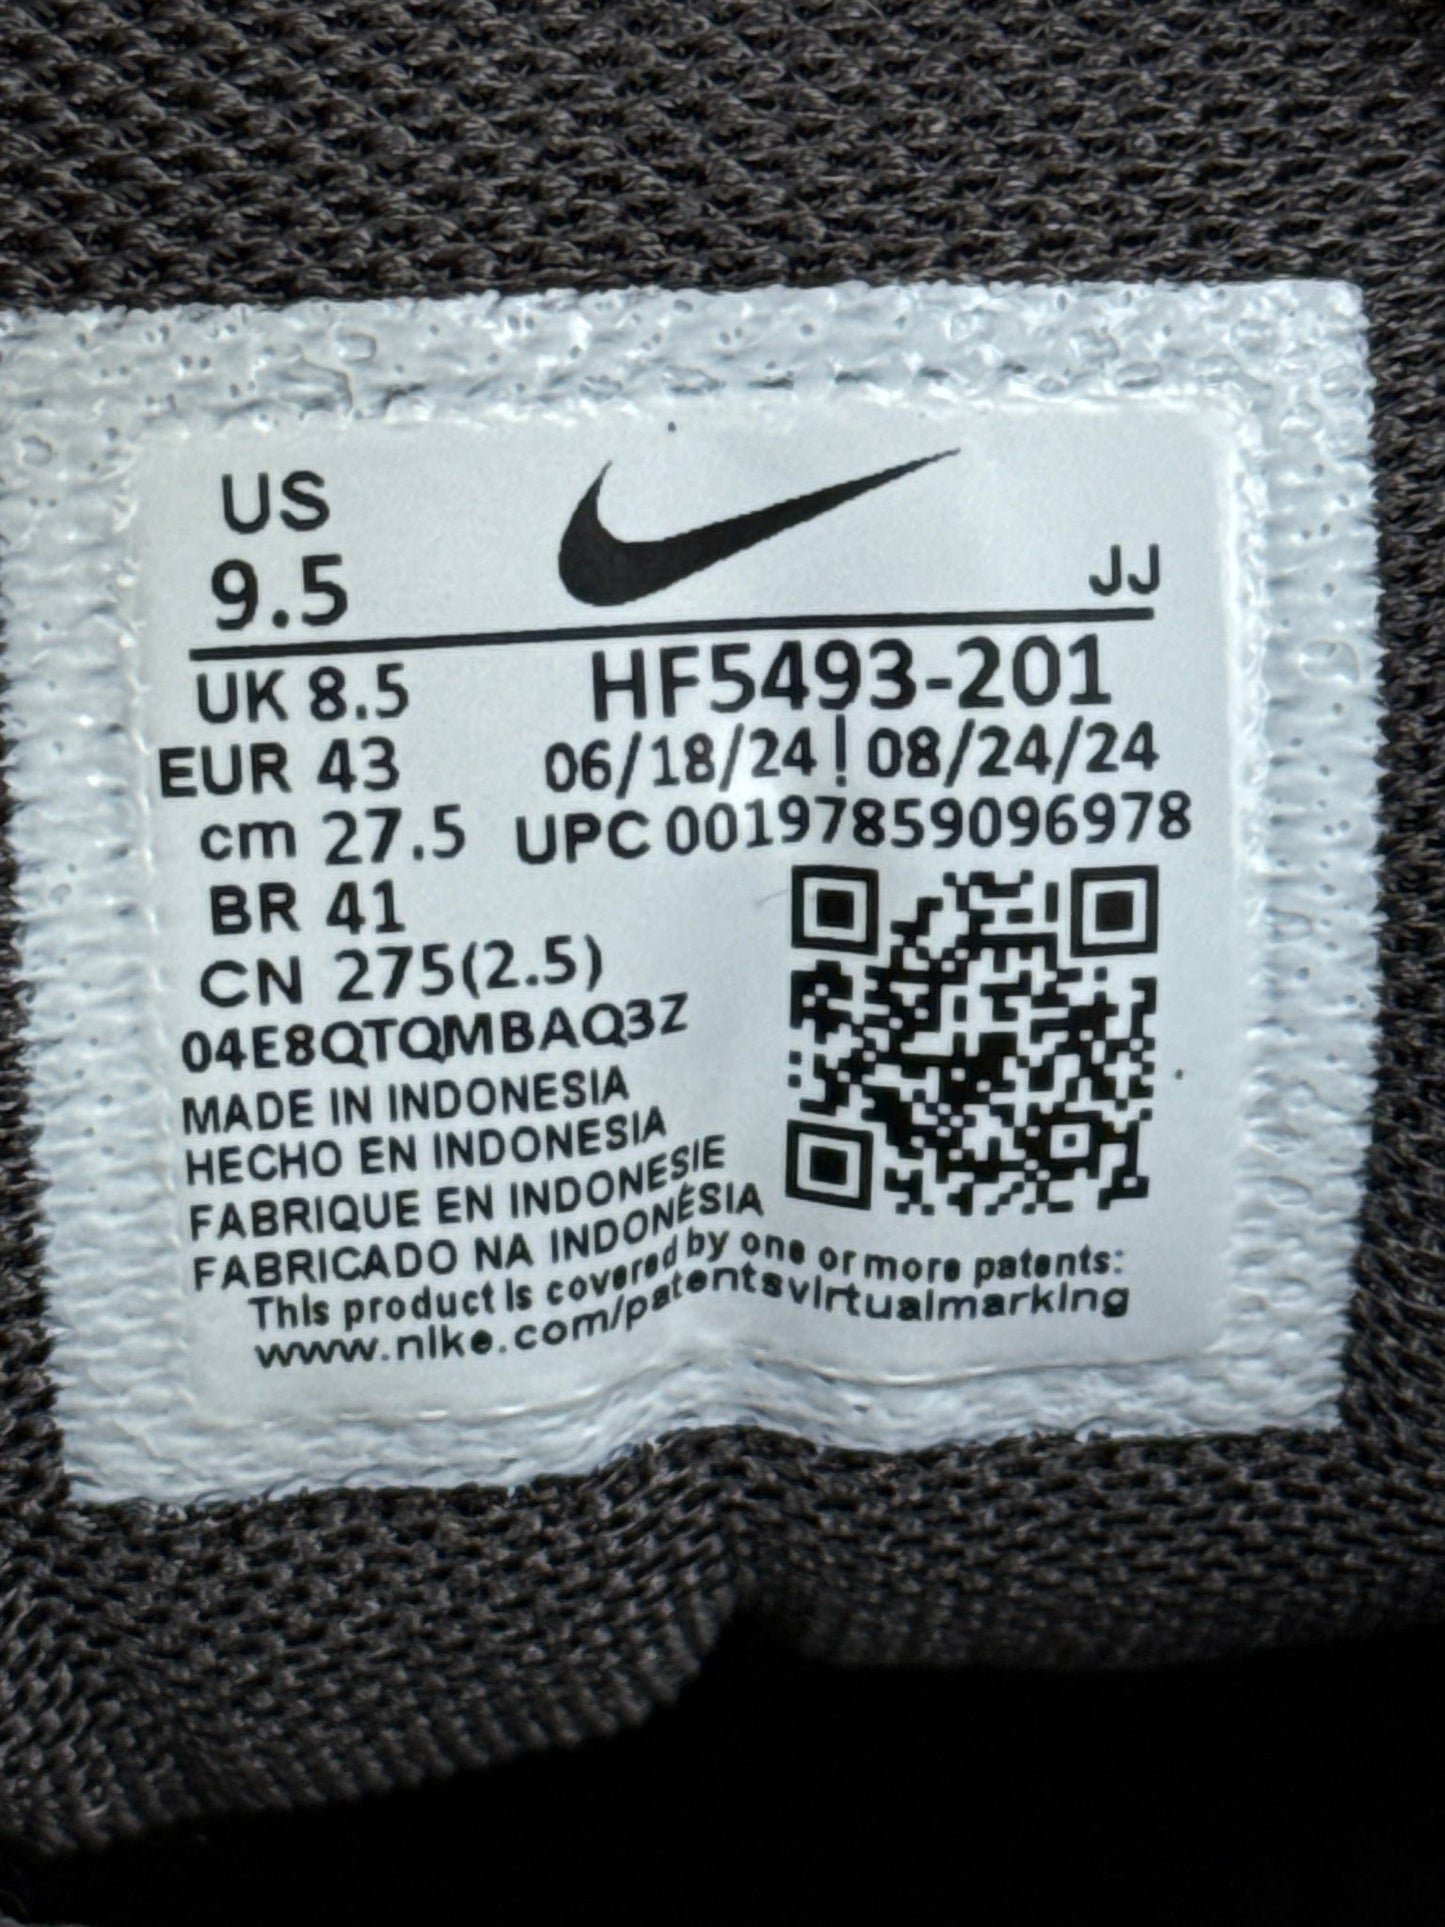 US
9.5
JJ
UK 8.5
HF5493-201
EUR 43
06/18/24 | 08/24/24
cm 27.5
UPC 00197859096978
BR 41
CN 275(2.5)
04E8QTQMBAQ3Z
MADE IN INDONESIA
HECHO EN INDONESIA
FABRIQUE EN INDONESIE
FABRICADO NA INDONÉSIA
This product is covered by one or more patents:
www.nike.com/patentsvirtualmarking